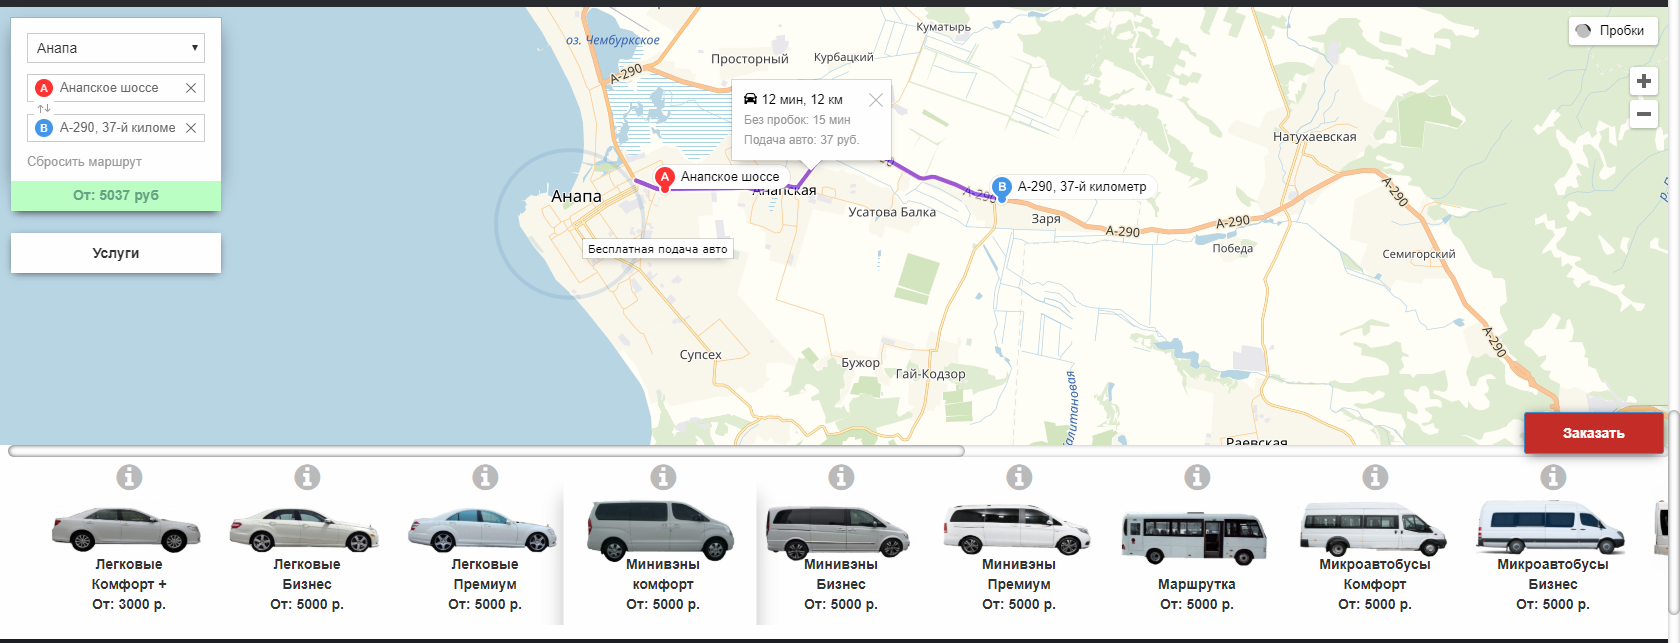 Анапа
А Анапское шоссе
В А-290, 37-й киломе
Сбросить маршрут
От: 5037 руб
Услуги
оз. Чембуркское
Куматырь
Просторный
Курбацкий
Пробки
А-290
12 мин, 12 км
Без пробок: 15 мин
Подача авто: 37 руб.
Натухаевская
А Анапское шоссе
В А-290, 37-й километр
Анапа
Анапская
А-290
А-290
Усатова Балка
Заря
А-290
А-290
Победа
Семигорский
Бесплатная подача авто
А-290
Супсех
Бужор
Гай-Кодзор
Раевская
Заказать
Легковые
Комфорт +
От: 3000 р.
Легковые
Бизнес
От: 5000 р.
Легковые
Премиум
От: 5000 р.
Минивэны
комфорт
От: 5000 р.
Минивэны
Бизнес
От: 5000 р.
Минивэны
Премиум
От: 5000 р.
Маршрутка
От: 5000 р.
Микроавтобусы
Комфорт
От: 5000 р.
Микроавтобусы
Бизнес
От: 5000 р.